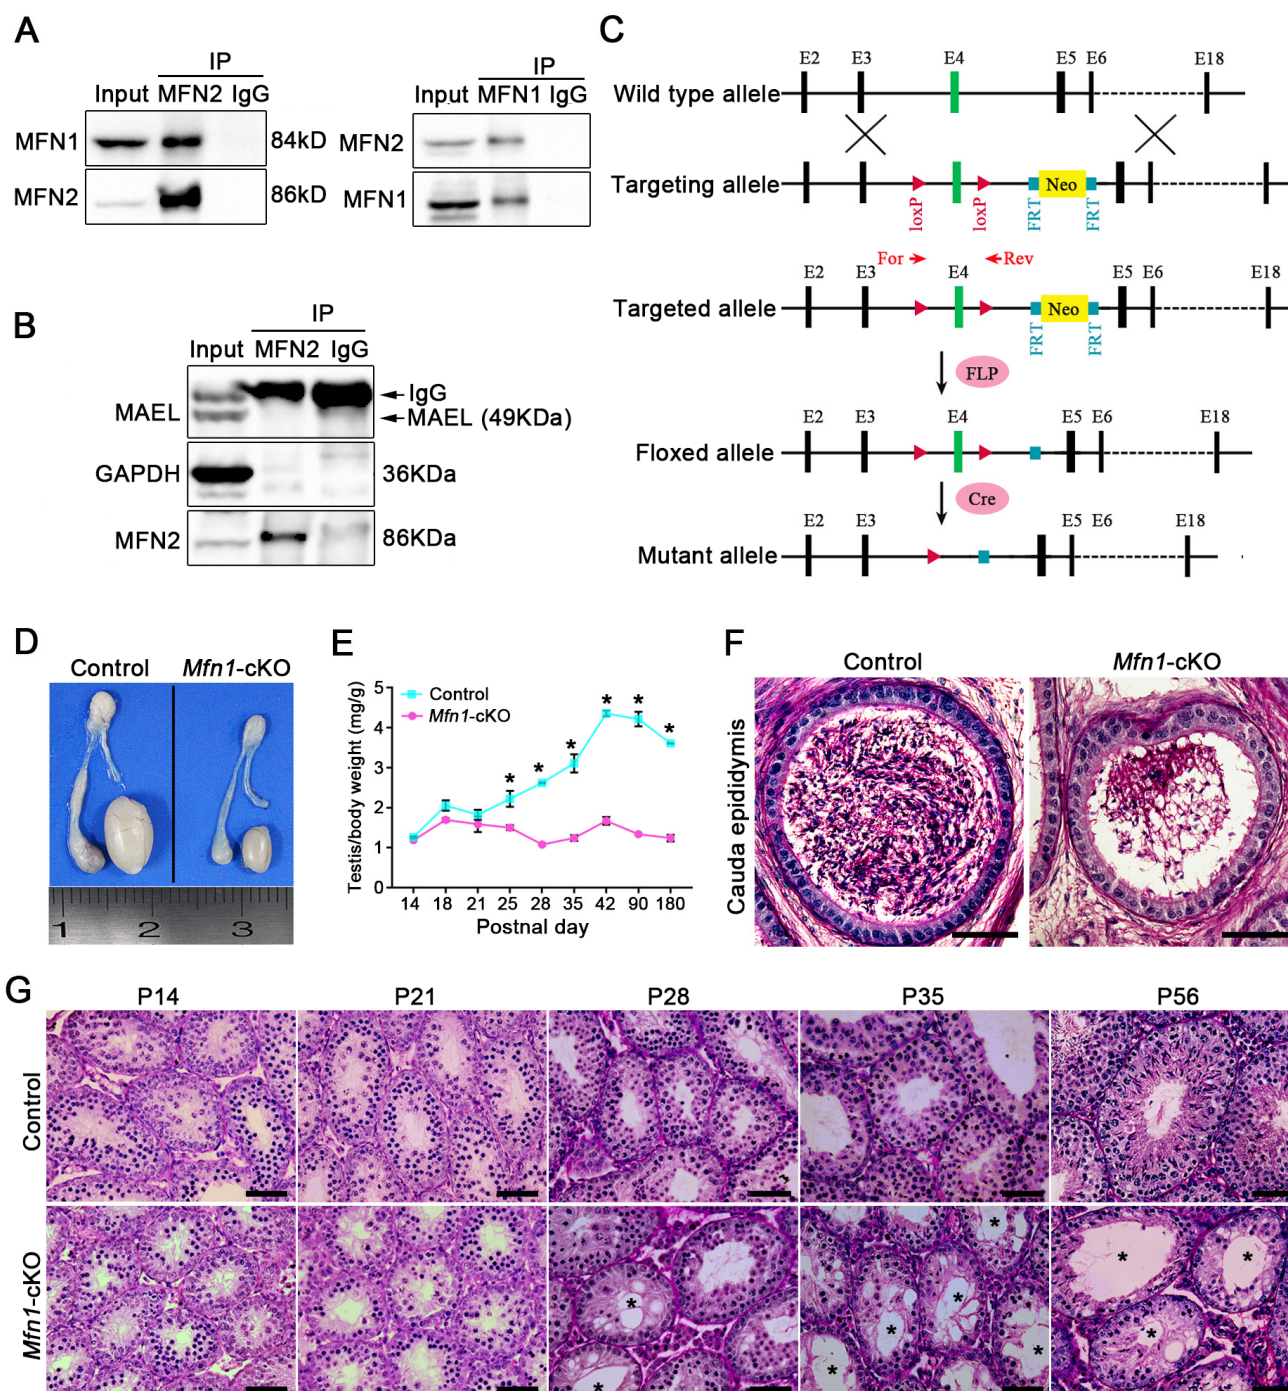 A
IP
Input MFN2 IgG
MFN1 84kD
MFN2 86kD
IP
Input MFN1 IgG
MFN2
MFN1
B
IP
Input MFN2 IgG
MAEL
IgG
MAEL (49KDa)
GAPDH 36KDa
MFN2 86KDa
C
E2 E3 E4 E5 E6 E18
Wild type allele
Targeting allele
Neo
loxP loxP FRT FRT
For Rev
E2 E3 E4 E5 E6 E18
Targeted allele
Neo
FRT FRT
FLP
E2 E3 E4 E5 E6 E18
Floxed allele
Cre
E2 E3 E5 E6 E18
Mutant allele
D
Control Mfn1-cKO
1 2 3
E
Testis/body weight (mg/g)
5
4
3
2
1
0
Control
Mfn1-cKO
* * * * * *
14 18 21 25 28 35 42 90 180
Postnal day
F
Control Mfn1-cKO
Cauda epididymis
G
P14 P21 P28 P35 P56
Control
Mfn1-cKO
* * * * * * * * * *